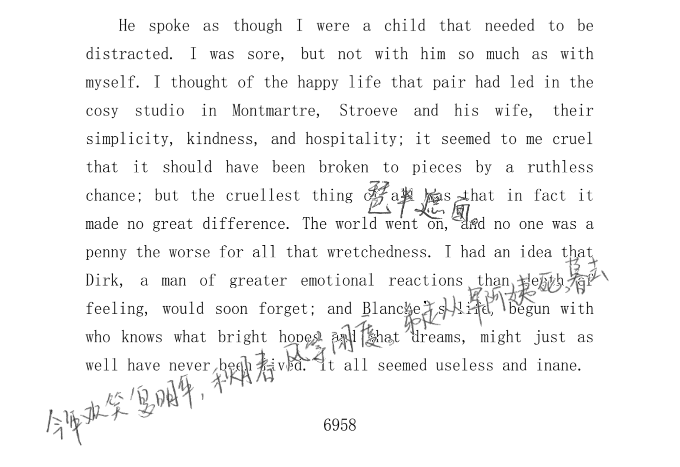 He spoke as though I were a child that needed to be
distracted. I was sore, but not with him so much as with
myself. I thought of the happy life that pair had led in the
cosy studio in Montmartre, Stroeve and his wife, their
simplicity, kindness, and hospitality; it seemed to me cruel
that it should have been broken to pieces by a ruthless
chance; but the cruellest thing of all was that in fact it
made no great difference. The world went on, and no one was a
penny the worse for all that wretchedness. I had an idea that
Dirk, a man of greater emotional reactions than depth of
feeling, would soon forget; and Blanche's life, begun with
who knows what bright hopes and what dreams, might just as
well have never been lived. It all seemed useless and inane.
琶半遮面。
今年欢笑复明年,秋月春风等闲度。弟走从军阿姨死,暮去
6958